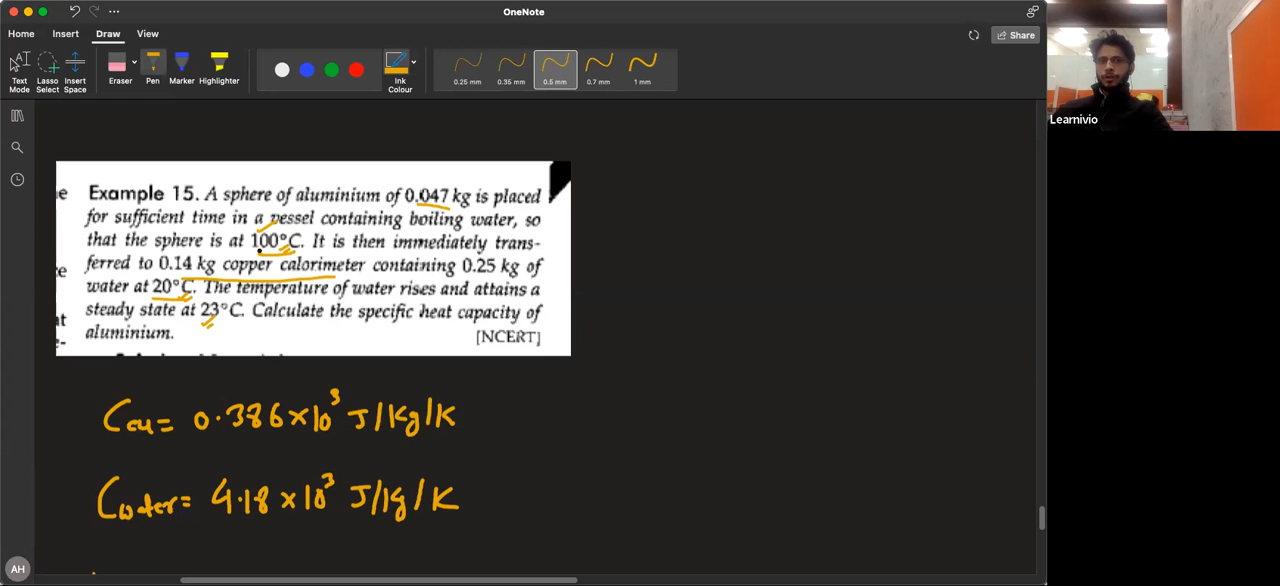 OneNote
Home Insert Draw View
Share
Text Mode Lasso Select Insert Space Eraser Pen Marker Highlighter Ink Colour 0.25 mm 0.35 mm 0.5 mm 0.7 mm 1 mm
Learnivio
Example 15. A sphere of aluminium of 0.047 kg is placed
for sufficient time in a vessel containing boiling water, so
that the sphere is at 100°C. It is then immediately trans-
ferred to 0.14 kg copper calorimeter containing 0.25 kg of
water at 20°C. The temperature of water rises and attains a
steady state at 23°C. Calculate the specific heat capacity of
aluminium. [NCERT]
Ccu = 0.386×10³ J/Kg/K
Cwater = 4.18×10³ J/Kg/K
AH